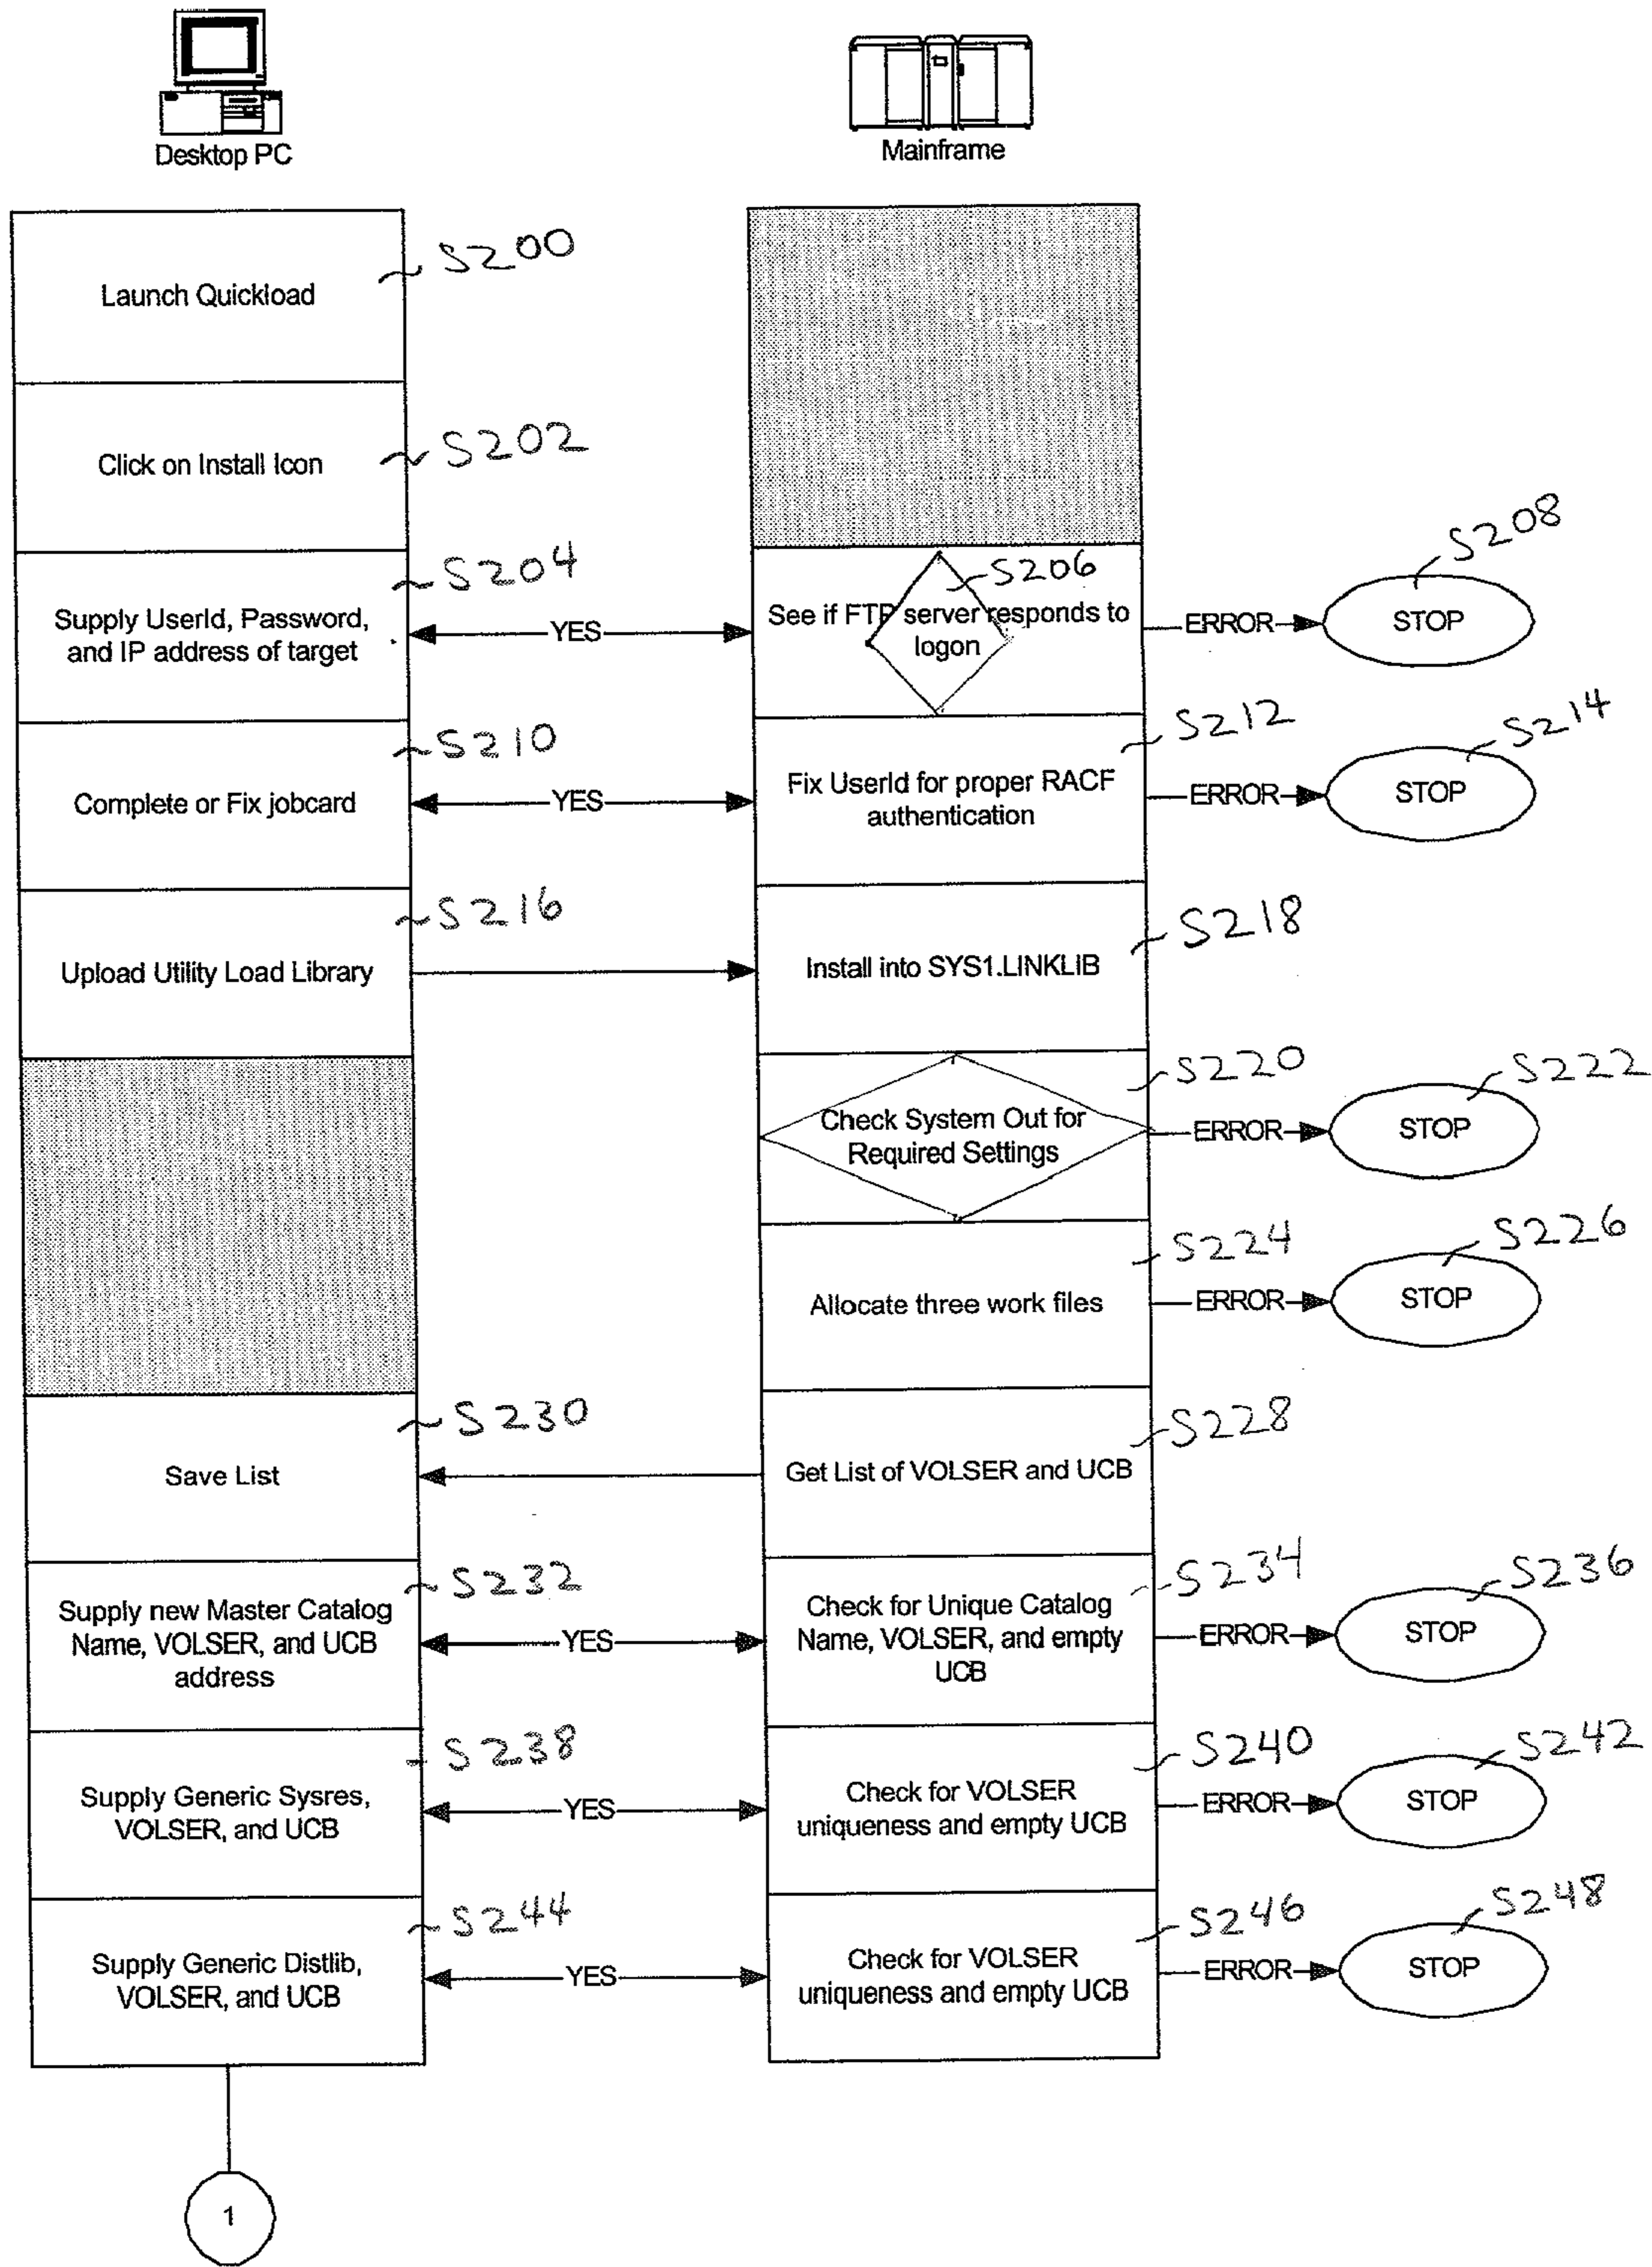 Desktop PC
Mainframe
Launch Quickload
S200
Click on Install Icon
S202
Supply UserId, Password,
and IP address of target
S204
YES
See if FTP server responds to
logon
S206
ERROR
STOP
S208
Complete or Fix jobcard
S210
YES
Fix UserId for proper RACF
authentication
S212
ERROR
STOP
S214
Upload Utility Load Library
S216
Install into SYS1.LINKLIB
S218
Check System Out for
Required Settings
S220
ERROR
STOP
S222
Allocate three work files
S224
ERROR
STOP
S226
Save List
S230
Get List of VOLSER and UCB
S228
Supply new Master Catalog
Name, VOLSER, and UCB
address
S232
YES
Check for Unique Catalog
Name, VOLSER, and empty
UCB
S234
ERROR
STOP
S236
Supply Generic Sysres,
VOLSER, and UCB
S238
YES
Check for VOLSER
uniqueness and empty UCB
S240
ERROR
STOP
S242
Supply Generic Distlib,
VOLSER, and UCB
S244
YES
Check for VOLSER
uniqueness and empty UCB
S246
ERROR
STOP
S248
1